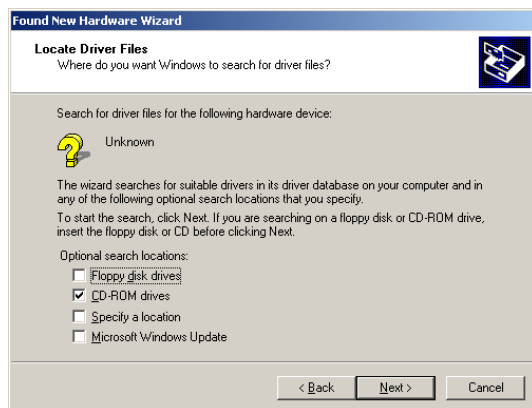 Found New Hardware Wizard
Locate Driver Files
Where do you want Windows to search for driver files?
Search for driver files for the following hardware device:
Unknown
The wizard searches for suitable drivers in its driver database on your computer and in
any of the following optional search locations that you specify.
To start the search, click Next. If you are searching on a floppy disk or CD-ROM drive,
insert the floppy disk or CD before clicking Next.
Optional search locations:
Floppy disk drives
CD-ROM drives
Specify a location
Microsoft Windows Update
< Back Next > Cancel